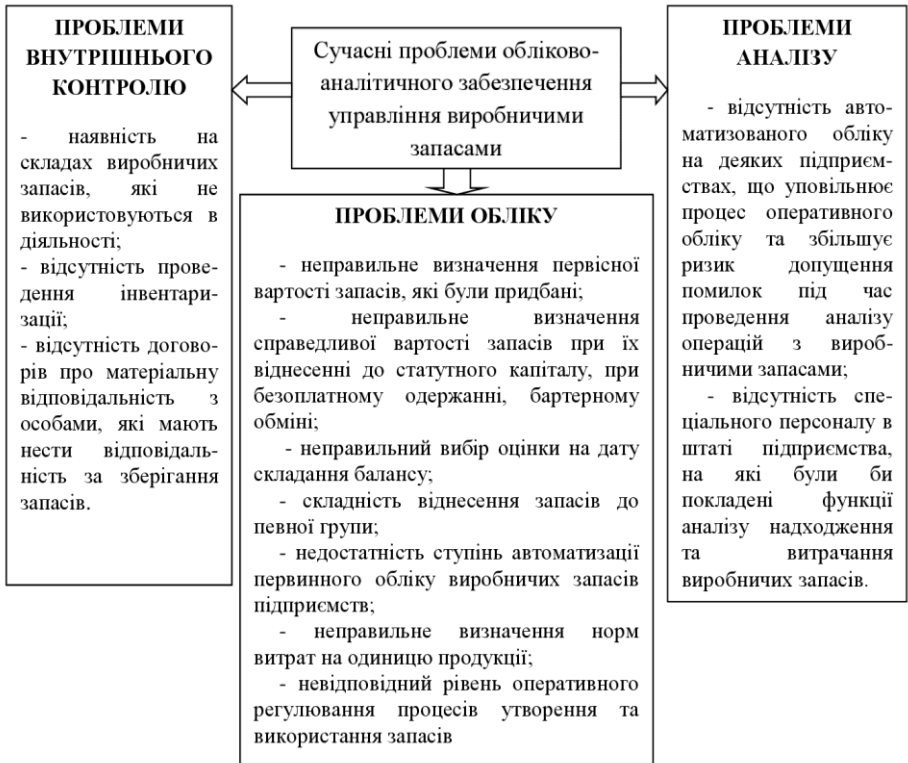 Сучасні проблеми обліково-
аналітичного забезпечення
управління виробничими
запасами
ПРОБЛЕМИ
ВНУТРІШНЬОГО
КОНТРОЛЮ
- наявність на
складах виробничих
запасів, які не
використовуються в
діяльності;
- відсутність прове-
дення інвентари-
зації;
- відсутність догово-
рів про матеріальну
відповідальність з
особами, які мають
нести відповідаль-
ність за зберігання
запасів.
ПРОБЛЕМИ ОБЛІКУ
- неправильне визначення первісної
вартості запасів, які були придбані;
- неправильне визначення
справедливої вартості запасів при їх
віднесенні до статутного капіталу, при
безоплатному одержанні, бартерному
обміні;
- неправильний вибір оцінки на дату
складання балансу;
- складність віднесення запасів до
певної групи;
- недостатність ступінь автоматизації
первинного обліку виробничих запасів
підприємств;
- неправильне визначення норм
витрат на одиницю продукції;
- невідповідний рівень оперативного
регулювання процесів утворення та
використання запасів
ПРОБЛЕМИ
АНАЛІЗУ
- відсутність авто-
матизованого обліку
на деяких підприєм-
ствах, що уповільнює
процес оперативного
обліку та збільшує
ризик допущення
помилок під час
проведення аналізу
операцій з вироб-
ничими запасами;
- відсутність спе-
ціального персоналу в
штаті підприємства,
на які були би
покладені функції
аналізу надходження
та витрачання
виробничих запасів.